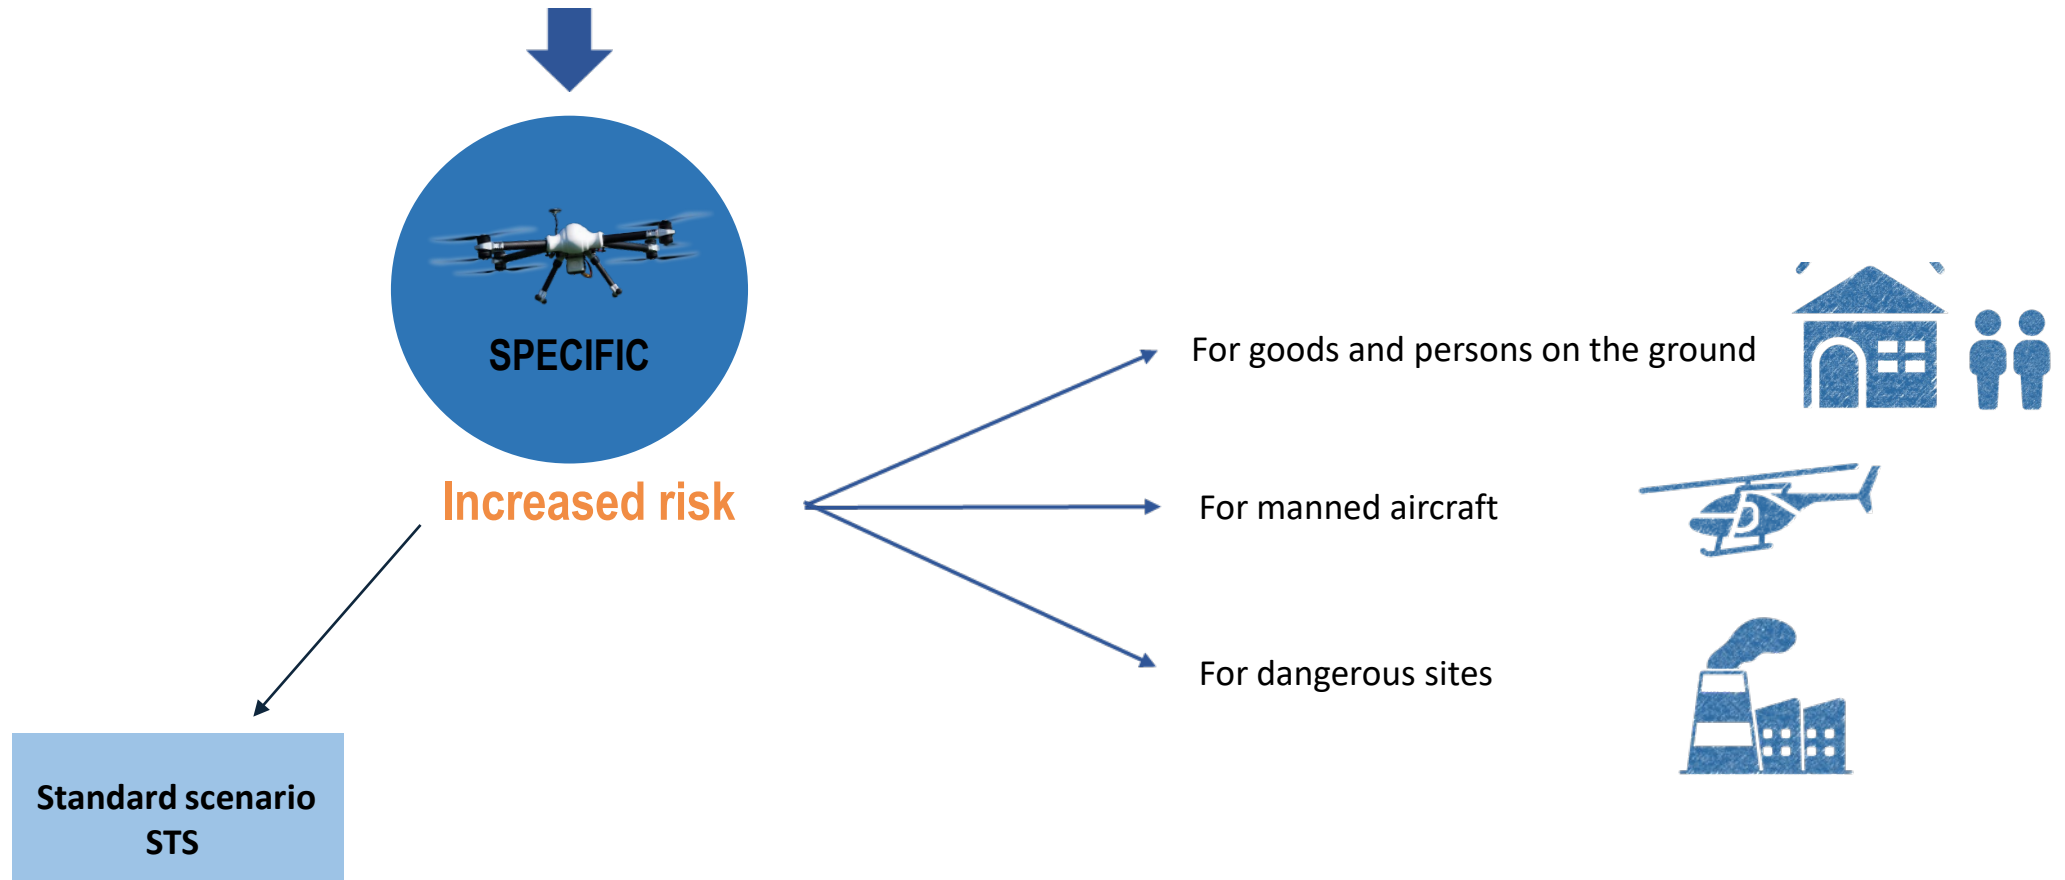 SPECIFIC
Increased risk
For goods and persons on the ground
For manned aircraft
For dangerous sites
Standard scenario
STS